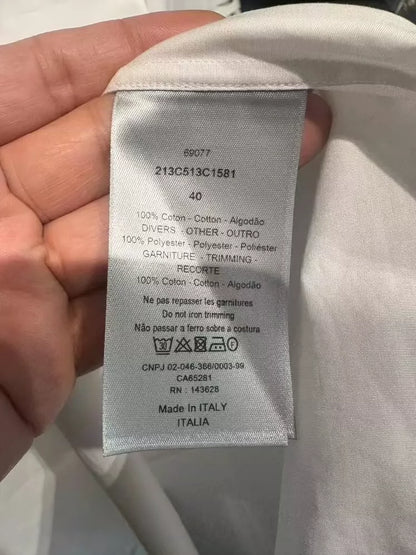 69077
213C513C1581
40
100% Coton - Cotton - Algodão
DIVERS - OTHER - OUTRO
100% Polyester - Polyester - Poliéster
GARNITURE - TRIMMING -
RECORTE
100% Coton - Cotton - Algodão
Ne pas repasser les garnitures
Do not iron trimming
Não passar a ferro sobre a costura
30 F
CNPJ 02-046-366/0003-99
CA65281
RN : 143628
Made In ITALY
ITALIA